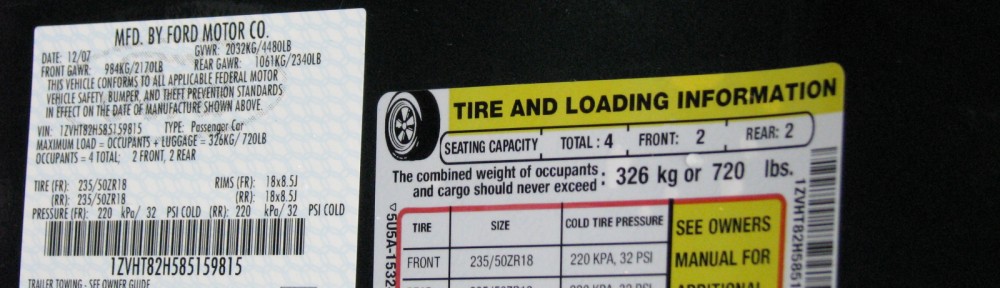 MFD. BY FORD MOTOR CO.
DATE: 12/07 GVWR: 2032KG/4480LB
FRONT GAWR: 984KG/2170LB REAR GAWR: 1061KG/2340LB
THIS VEHICLE CONFORMS TO ALL APPLICABLE FEDERAL MOTOR
VEHICLE SAFETY, BUMPER, AND THEFT PREVENTION STANDARDS
IN EFFECT ON THE DATE OF MANUFACTURE SHOWN ABOVE.
VIN: 1ZVHT82H585159815 TYPE: Passenger Car
MAXIMUM LOAD = OCCUPANTS + LUGGAGE = 326KG/ 720LB
OCCUPANTS = 4 TOTAL; 2 FRONT, 2 REAR
TIRE (FR): 235/50ZR18 RIMS (FR): 18x8.5J
(RR): 235/50ZR18 (RR): 18x8.5J
PRESSURE (FR): 220 kPa/ 32 PSI COLD (RR): 220 kPa/ 32 PSI COLD
1ZVHT82H585159815
TRAILER TOWING - SEE OWNER GUIDE
TIRE AND LOADING INFORMATION
SEATING CAPACITY TOTAL : 4 FRONT: 2 REAR: 2
The combined weight of occupants
and cargo should never exceed : 326 kg or 720 lbs.
TIRE SIZE COLD TIRE PRESSURE
FRONT 235/50ZR18 220 KPA, 32 PSI
SEE OWNERS
MANUAL FOR
ADDITIONAL
▽505A-1532
1ZVHT82H5851